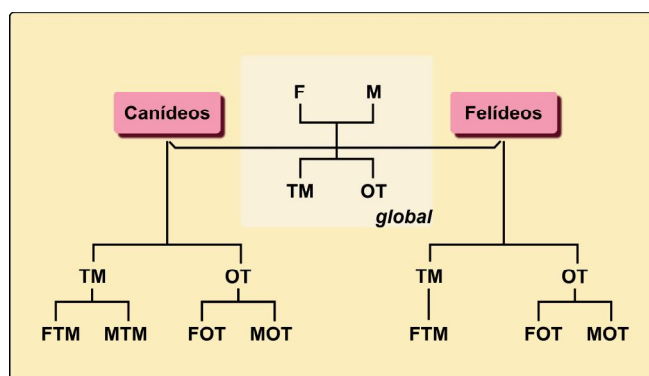 F M
Canídeos Felídeos
TM OT
global
TM OT TM OT
FTM MTM FOT MOT FTM FOT MOT